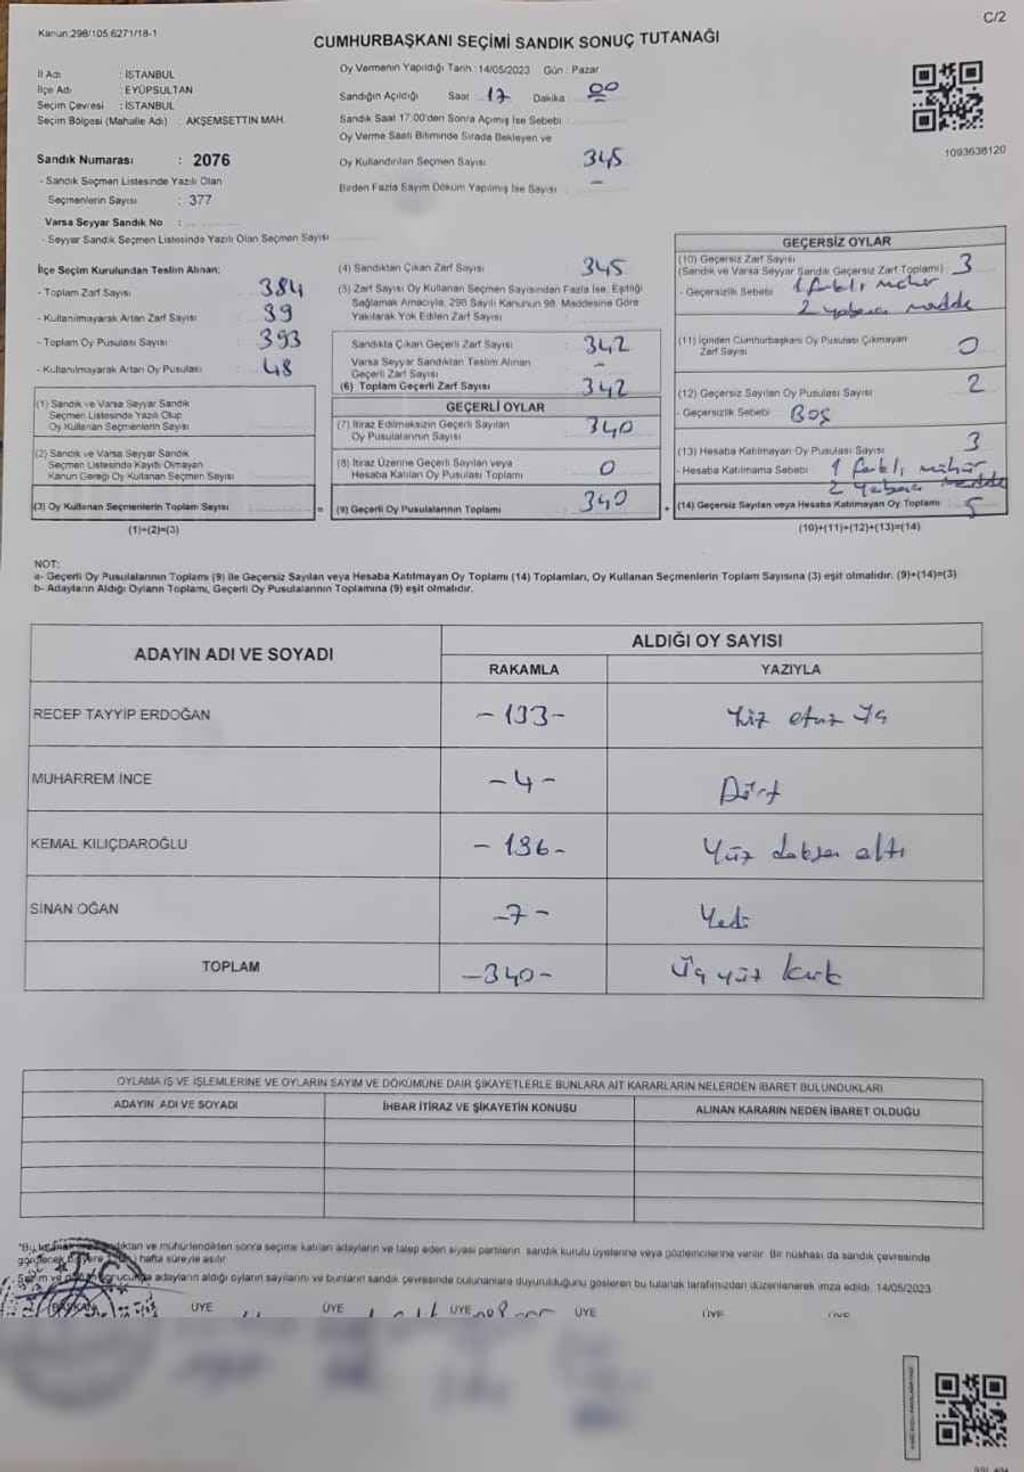 C/2
Kanun:298/105.6271/18-1
CUMHURBAŞKANI SEÇİMİ SANDIK SONUÇ TUTANAĞI
İl Adı : İSTANBUL
İlçe Adı : EYÜPSULTAN
Seçim Çevresi : İSTANBUL
Seçim Bölgesi (Mahalle Adı) : AKŞEMSETTİN MAH.
Sandık Numarası : 2076
- Sandık Seçmen Listesinde Yazılı Olan
Seçmenlerin Sayısı : 377
Varsa Seyyar Sandık No :
- Seyyar Sandık Seçmen Listesinde Yazılı Olan Seçmen Sayısı
Oy Vermenin Yapıldığı Tarih :14/05/2023 Gün : Pazar
Sandığın Açıldığı Saat 17 Dakika 00
Sandık Saat 17:00'den Sonra Açılmış İse Sebebi :
Oy Verme Saati Bitiminde Sırada Bekleyen ve
Oy Kullandırılan Seçmen Sayısı 345
Birden Fazla Sayım Döküm Yapılmış İse Sayısı : -
1093638120
İlçe Seçim Kurulundan Teslim Alınan:
- Toplam Zarf Sayısı 384
- Kullanılmayarak Artan Zarf Sayısı 39
- Toplam Oy Pusulası Sayısı 393
- Kullanılmayarak Artan Oy Pusulası 48
(1) Sandık ve Varsa Seyyar Sandık
Seçmen Listesinde Yazılı Olup
Oy Kullanan Seçmenlerin Sayısı
(2) Sandık ve Varsa Seyyar Sandık
Seçmen Listesinde Kayıtlı Olmayan
Kanun Gereği Oy Kullanan Seçmen Sayısı
(3) Oy Kullanan Seçmenlerin Toplam Sayısı
(1)+(2)=(3)
(4) Sandıktan Çıkan Zarf Sayısı 345
(5) Zarf Sayısı Oy Kullanan Seçmen Sayısından Fazla İse, Eşitliği
Sağlamak Amacıyla, 298 Sayılı Kanunun 98. Maddesine Göre
Yakılarak Yok Edilen Zarf Sayısı
Sandıkta Çıkan Geçerli Zarf Sayısı 342
Varsa Seyyar Sandıktan Teslim Alınan
Geçerli Zarf Sayısı -
(6) Toplam Geçerli Zarf Sayısı 342
GEÇERLİ OYLAR
(7) İtiraz Edilmeksizin Geçerli Sayılan
Oy Pusulalarının Sayısı 340
(8) İtiraz Üzerine Geçerli Sayılan veya
Hesaba Katılan Oy Pusulası Toplamı 0
= (9) Geçerli Oy Pusulalarının Toplamı 340 +
GEÇERSİZ OYLAR
(10) Geçersiz Zarf Sayısı
(Sandık ve Varsa Seyyar Sandık Geçersiz Zarf Toplamı) 3
- Geçersizlik Sebebi 1 farklı mühür
2 yabancı madde
(11) İçinden Cumhurbaşkanı Oy Pusulası Çıkmayan
Zarf Sayısı 0
(12) Geçersiz Sayılan Oy Pusulası Sayısı 2
- Geçersizlik Sebebi Boş
(13) Hesaba Katılmayan Oy Pusulası Sayısı 3
- Hesaba Katılmama Sebebi 1 farklı mühür
2 yabancı madde
(14) Geçersiz Sayılan veya Hesaba Katılmayan Oy Toplamı 5
(10)+(11)+(12)+(13)=(14)
NOT:
a- Geçerli Oy Pusulalarının Toplamı (9) ile Geçersiz Sayılan veya Hesaba Katılmayan Oy Toplamı (14) Toplamları, Oy Kullanan Seçmenlerin Toplam Sayısına (3) eşit olmalıdır. (9)+(14)=(3)
b- Adayların Aldığı Oyların Toplamı, Geçerli Oy Pusulalarının Toplamına (9) eşit olmalıdır.
ADAYIN ADI VE SOYADI
ALDIĞI OY SAYISI
RAKAMLA YAZIYLA
RECEP TAYYİP ERDOĞAN -133- Yüz otuz üç
MUHARREM İNCE -4- Dört
KEMAL KILIÇDAROĞLU -196- Yüz doksan altı
SİNAN OĞAN -7- Yedi
TOPLAM -340- Üç yüz kırk
OYLAMA İŞ VE İŞLEMLERİNE VE OYLARIN SAYIM VE DÖKÜMÜNE DAİR ŞİKAYETLERLE BUNLARA AİT KARARLARIN NELERDEN İBARET BULUNDUKLARI
ADAYIN ADI VE SOYADI İHBAR İTİRAZ VE ŞİKAYETİN KONUSU ALINAN KARARIN NEDEN İBARET OLDUĞU
ve mühürlendikten sonra seçime katılan adayların ve talep eden siyasi partilerin sandık kurulu üyelerine veya gözlemcilerine verilir. Bir nüshası da sandık çevresinde
hafta süreyle asılır.
adayların aldığı oyların sayılarını ve bunların sandık çevresinde bulunanlara duyurulduğunu gösteren bu tutanak tarafımızdan düzenlenerek imza edildi. 14/05/2023
BAŞKAN ÜYE ÜYE ÜYE ÜYE ÜYE ÜYE